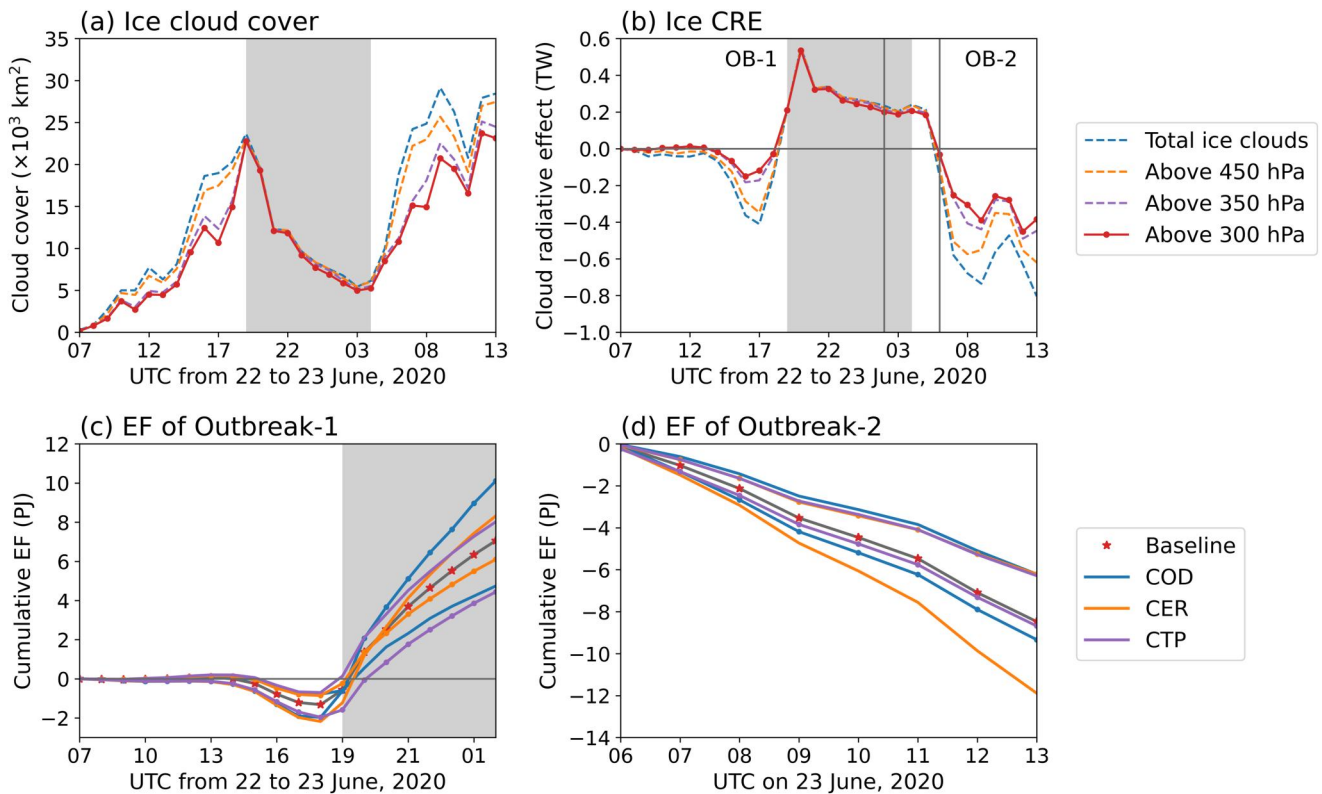 (a) Ice cloud cover
Cloud cover (×10³ km²)
35
30
25
20
15
10
5
0
07 12 17 22 03 08 13
UTC from 22 to 23 June, 2020
(b) Ice CRE
Cloud radiative effect (TW)
0.6
0.4
0.2
0.0
−0.2
−0.4
−0.6
−0.8
−1.0
OB-1
OB-2
07 12 17 22 03 08 13
UTC from 22 to 23 June, 2020
Total ice clouds
Above 450 hPa
Above 350 hPa
Above 300 hPa
(c) EF of Outbreak-1
Cumulative EF (PJ)
12
10
8
6
4
2
0
−2
07 10 13 16 19 21 01
UTC from 22 to 23 June, 2020
(d) EF of Outbreak-2
Cumulative EF (PJ)
0
−2
−4
−6
−8
−10
−12
−14
06 07 08 09 10 11 12 13
UTC on 23 June, 2020
Baseline
COD
CER
CTP